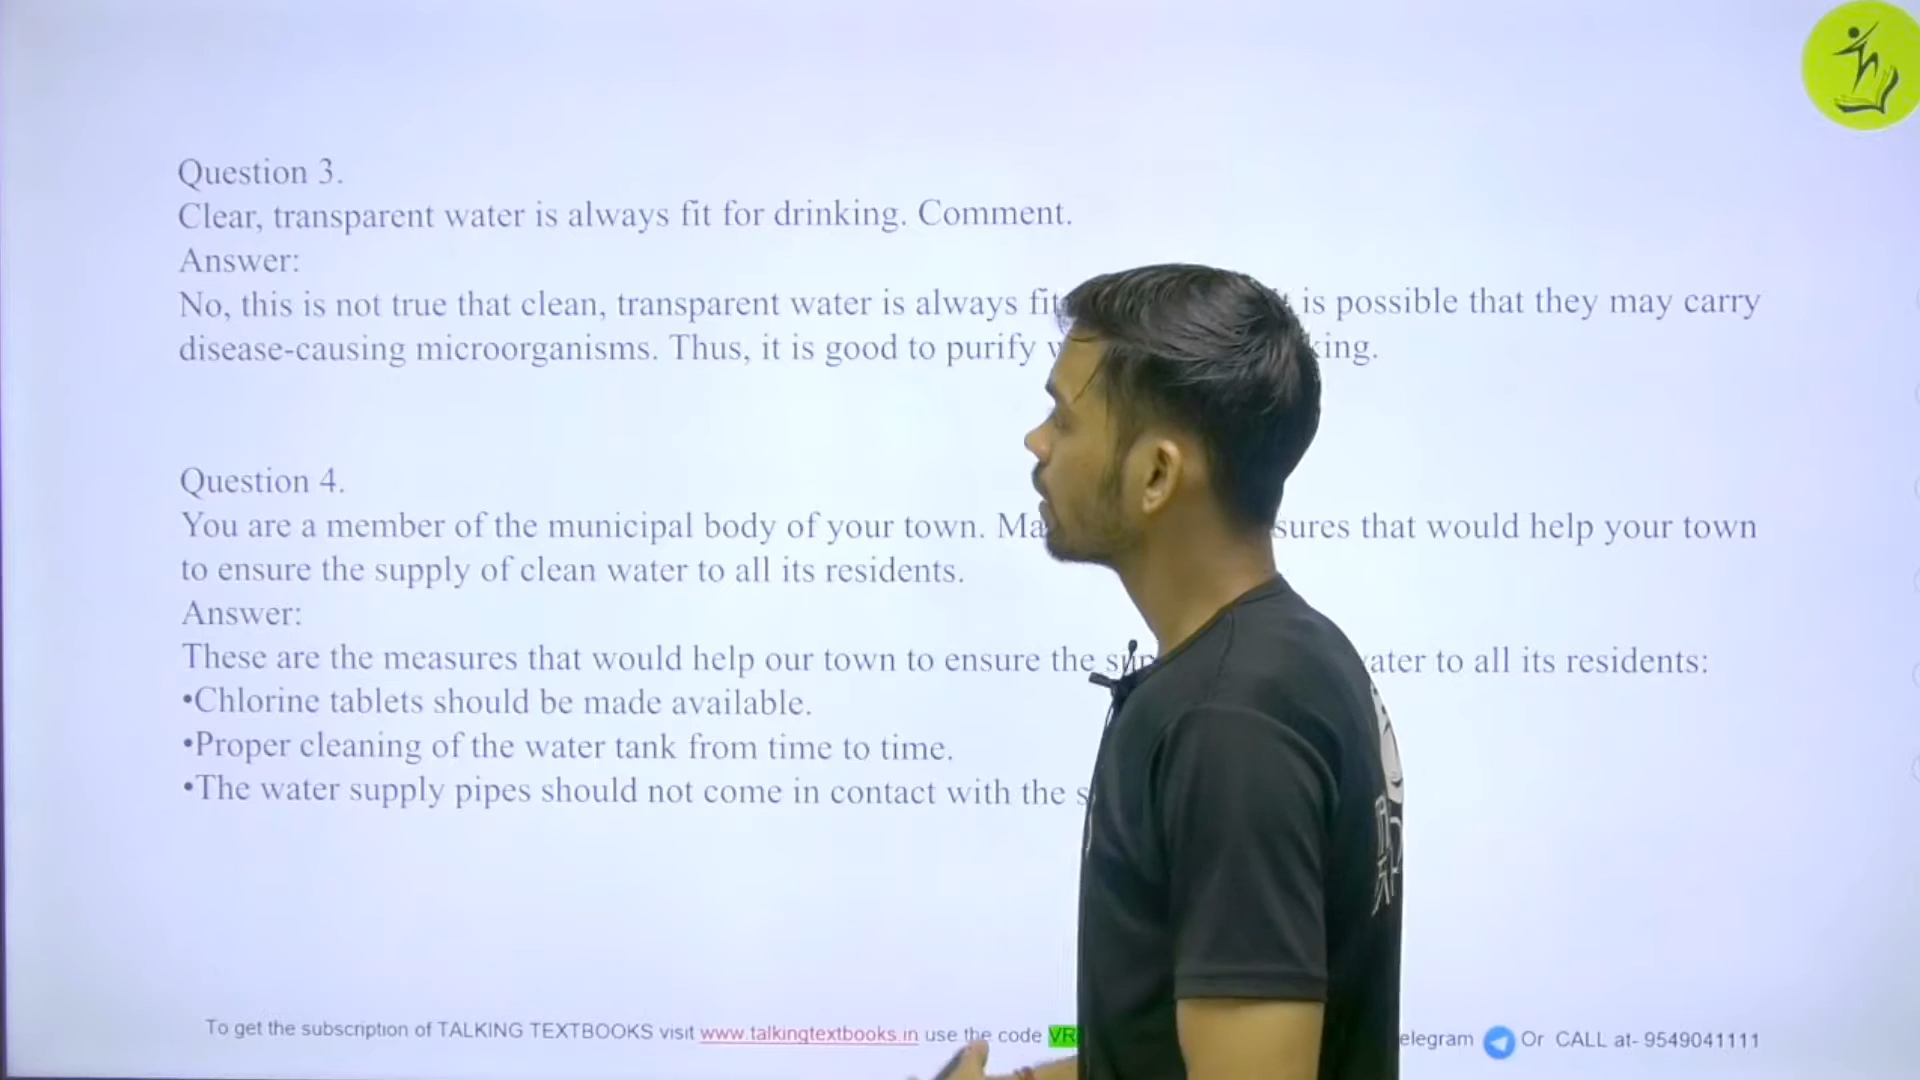 Question 3.
Clear, transparent water is always fit for drinking. Comment.
Answer:
No, this is not true that clean, transparent water is always fit is possible that they may carry
disease-causing microorganisms. Thus, it is good to purify
Question 4.
You are a member of the municipal body of your town. that would help your town
to ensure the supply of clean water to all its residents.
Answer:
These are the measures that would help our town to ensure the to all its residents:
•Chlorine tablets should be made available.
•Proper cleaning of the water tank from time to time.
•The water supply pipes should not come in contact with the
To get the subscription of TALKING TEXTBOOKS visit www.talkingtextbooks.in use the code Or CALL at- 9549041111